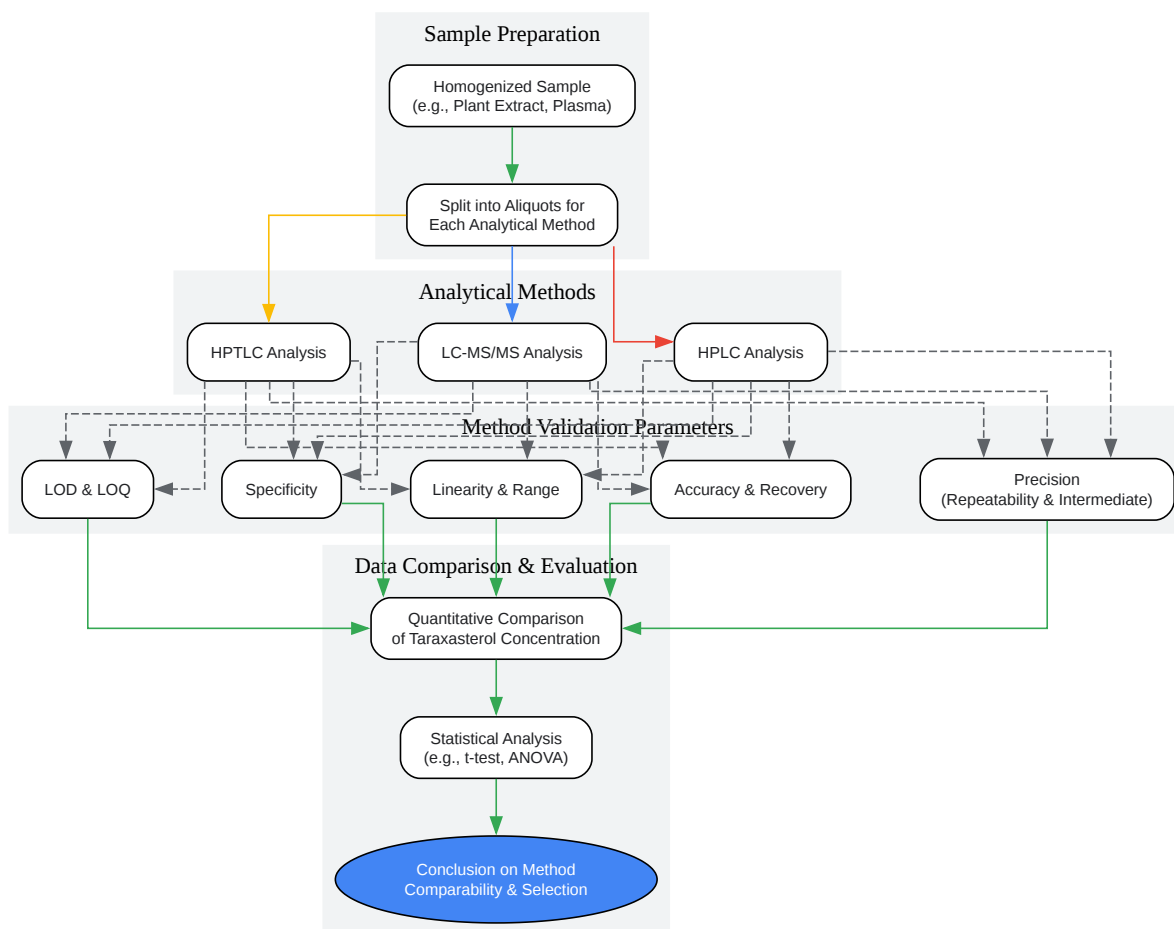 Sample Preparation
Homogenized Sample
(e.g., Plant Extract, Plasma)
Split into Aliquots for
Each Analytical Method
Analytical Methods
HPTLC Analysis
LC-MS/MS Analysis
HPLC Analysis
Method Validation Parameters
LOD & LOQ
Specificity
Linearity & Range
Accuracy & Recovery
Precision
(Repeatability & Intermediate)
Data Comparison & Evaluation
Quantitative Comparison
of Taraxasterol Concentration
Statistical Analysis
(e.g., t-test, ANOVA)
Conclusion on Method
Comparability & Selection